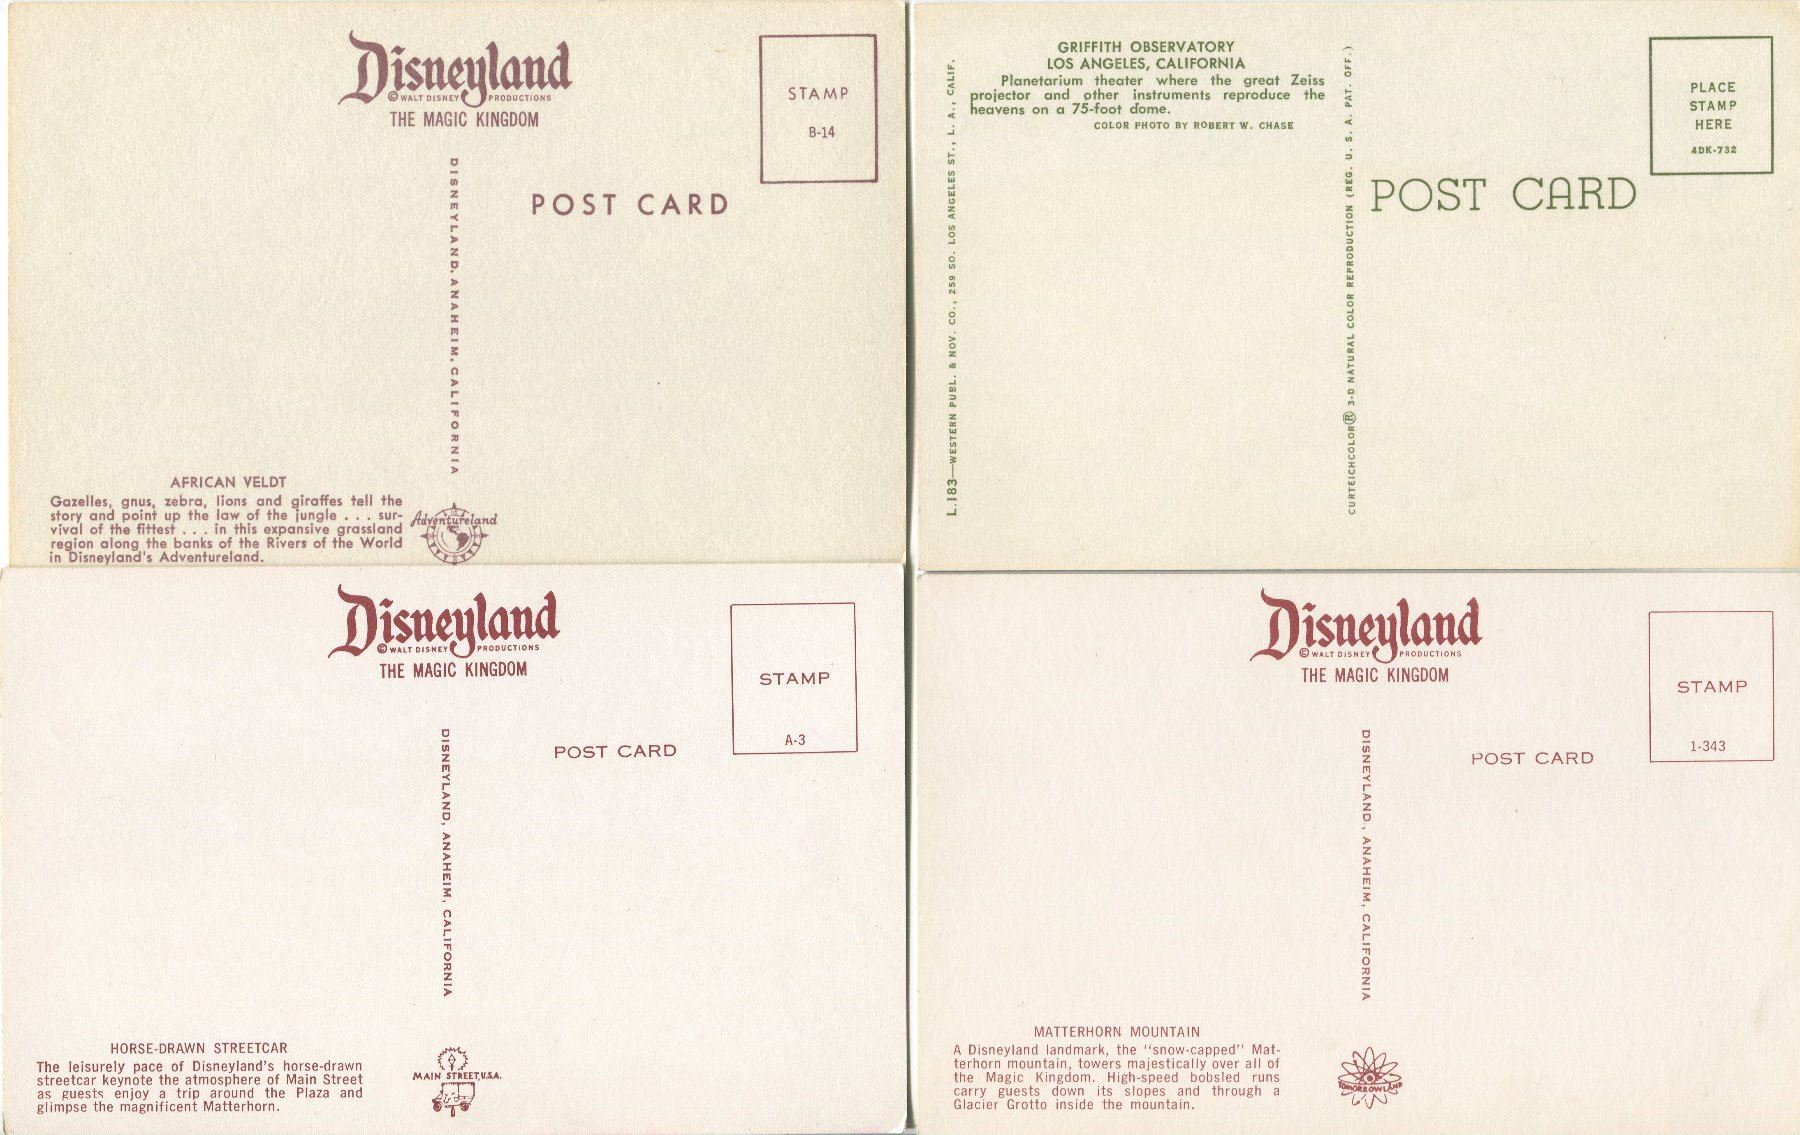 Disneyland
© WALT DISNEY PRODUCTIONS
THE MAGIC KINGDOM
STAMP
B-14
POST CARD
DISNEYLAND, ANAHEIM, CALIFORNIA
AFRICAN VELDT
Gazelles, gnus, zebra, lions and giraffes tell the
story and point up the law of the jungle . . . sur-
vival of the fittest . . . in this expansive grassland
region along the banks of the Rivers of the World
in Disneyland's Adventureland.
Adventureland
GRIFFITH OBSERVATORY
LOS ANGELES, CALIFORNIA
Planetarium theater where the great Zeiss
projector and other instruments reproduce the
heavens on a 75-foot dome.
COLOR PHOTO BY ROBERT W. CHASE
L.183—WESTERN PUBL. & NOV. CO., 259 SO. LOS ANGELES ST., L. A., CALIF.
CURTEICHCOLOR® 3-D NATURAL COLOR REPRODUCTION (REG. U. S. A. PAT. OFF.)
PLACE
STAMP
HERE
4DK-732
POST CARD
Disneyland
© WALT DISNEY PRODUCTIONS
THE MAGIC KINGDOM
STAMP
A-3
POST CARD
DISNEYLAND, ANAHEIM, CALIFORNIA
HORSE-DRAWN STREETCAR
The leisurely pace of Disneyland's horse-drawn
streetcar keynote the atmosphere of Main Street
as guests enjoy a trip around the Plaza and
glimpse the magnificent Matterhorn.
MAIN STREET, U.S.A.
Disneyland
© WALT DISNEY PRODUCTIONS
THE MAGIC KINGDOM
STAMP
1-343
POST CARD
DISNEYLAND, ANAHEIM, CALIFORNIA
MATTERHORN MOUNTAIN
A Disneyland landmark, the "snow-capped" Mat-
terhorn mountain, towers majestically over all of
the Magic Kingdom. High-speed bobsled runs
carry guests down its slopes and through a
Glacier Grotto inside the mountain.
TOMORROWLAND